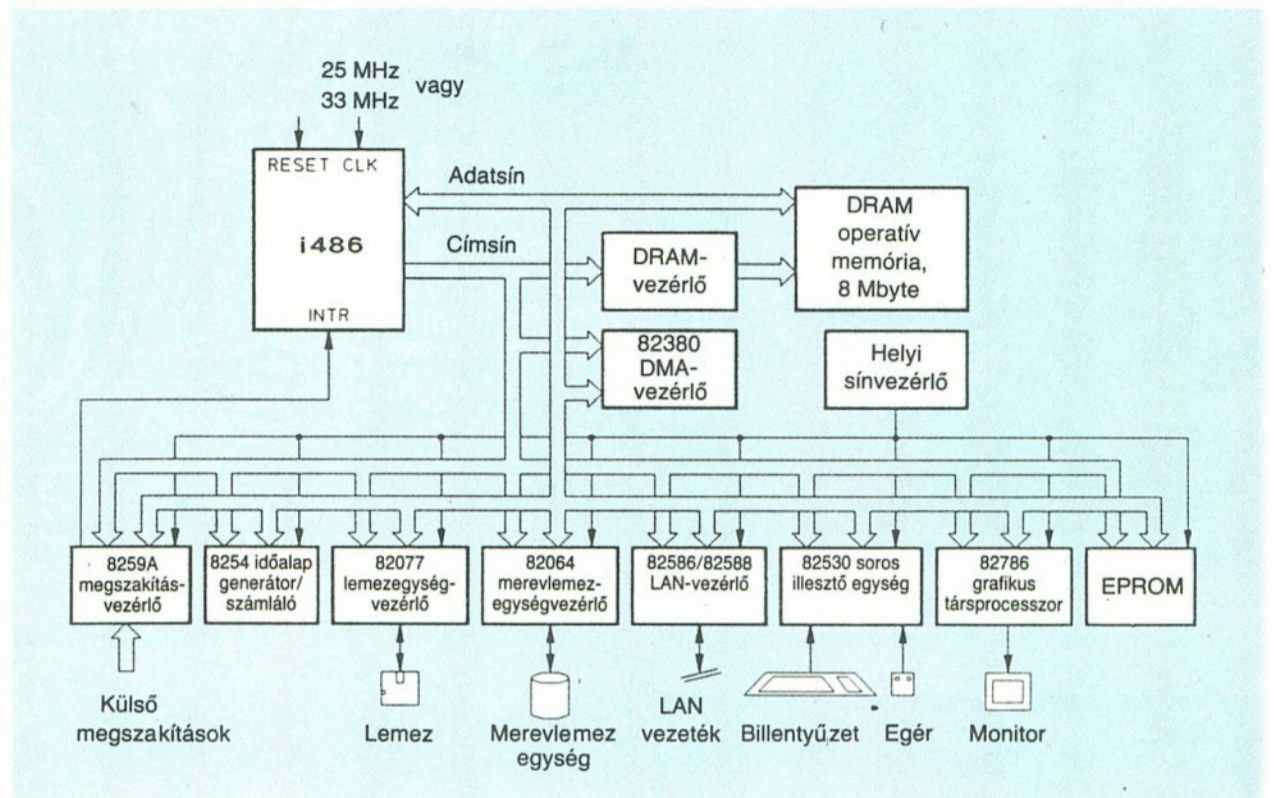 25 MHz
33 MHz
vagy
RESET CLK
i486
INTR
Adatsín
Címsín
DRAM-
vezérlő
DRAM
operatív
memória,
8 Mbyte
82380
DMA-
vezérlő
Helyi
sínvezérlő
8259A
megszakítás-
vezérlő
8254 időalap
generátor/
számláló
82077
lemezegység-
vezérlő
82064
merevlemez-
egységvezérlő
82586/82588
LAN-vezérlő
82530 soros
illesztő egység
82786
grafikus
társprocesszor
EPROM
Külső
megszakítások
Lemez
Merevlemez
egység
LAN
vezeték
Billentyűzet
Egér
Monitor